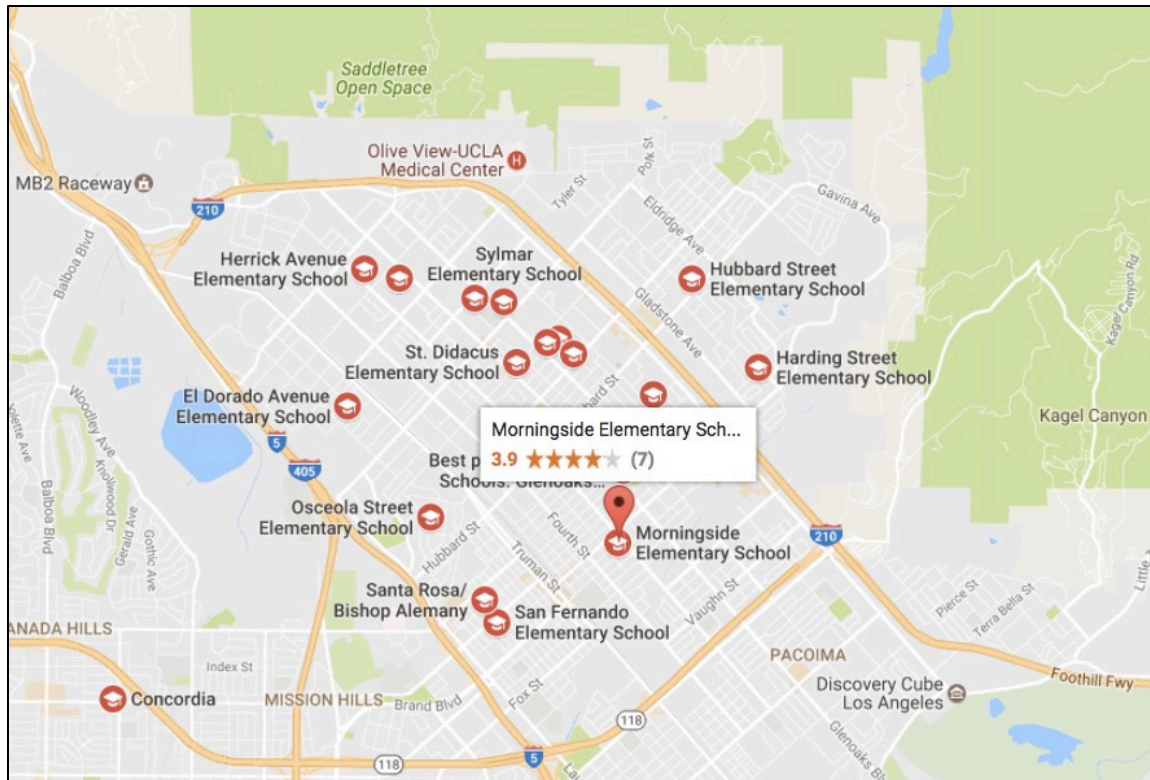 Saddletree
Open Space
Olive View-UCLA
Medical Center
H
Polk St
Tyler St
MB2 Raceway
210
Gavina Ave
Eldridge Ave
Balboa Blvd
Herrick Avenue
Elementary School
Sylmar
Elementary School
Hubbard Street
Elementary School
Kagel Canyon Rd
Gladstone Ave
St. Didacus
Elementary School
Harding Street
Elementary School
El Dorado Avenue
Elementary School
Woodley Ave
Kagel Canyon
Morningside Elementary Sch...
3.9 (7)
5
405
Knollwood Dr
Gerald Ave
Gothic Ave
Balboa Blvd
Osceola Street
Elementary School
Hubbard St
Fourth St
Truman St
Morningside
Elementary School
210
Vaughn St
Pierce St
Terra Bella St
Little
Santa Rosa/
Bishop Alemany
San Fernando
Elementary School
ANADA HILLS
Index St
PACOIMA
Foothill Fwy
Concordia
MISSION HILLS
Brand Blvd
Fox St
Discovery Cube
Los Angeles
118
118
5